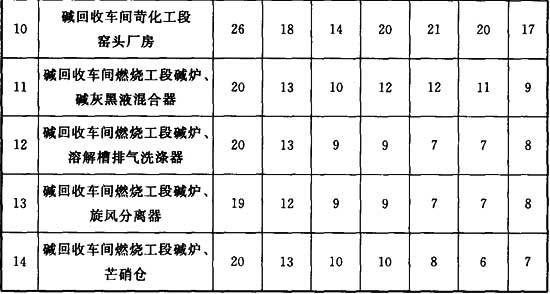 碱回收车间苛化工段
10 窑头厂房 26 18 14 20 21 20 17
碱回收车间燃烧工段碱炉、
11 碱灰黑液混合器 20 13 10 12 12 11 9
碱回收车间燃烧工段碱炉、
12 溶解槽排气洗涤器 20 13 9 9 7 7 8
碱回收车间燃烧工段碱炉、
13 旋风分离器 19 12 9 9 7 7 8
碱回收车间燃烧工段碱炉、
14 芒硝仓 20 13 10 10 8 6 7